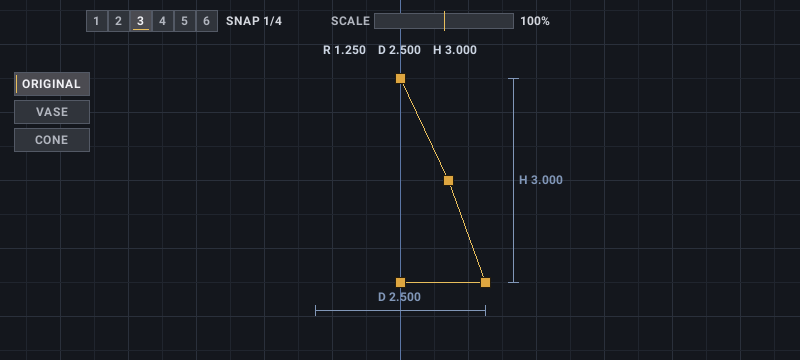 1 2 3 4 5 6 SNAP 1/4 SCALE 100%
R 1.250 D 2.500 H 3.000
ORIGINAL
VASE
CONE
H 3.000
D 2.500